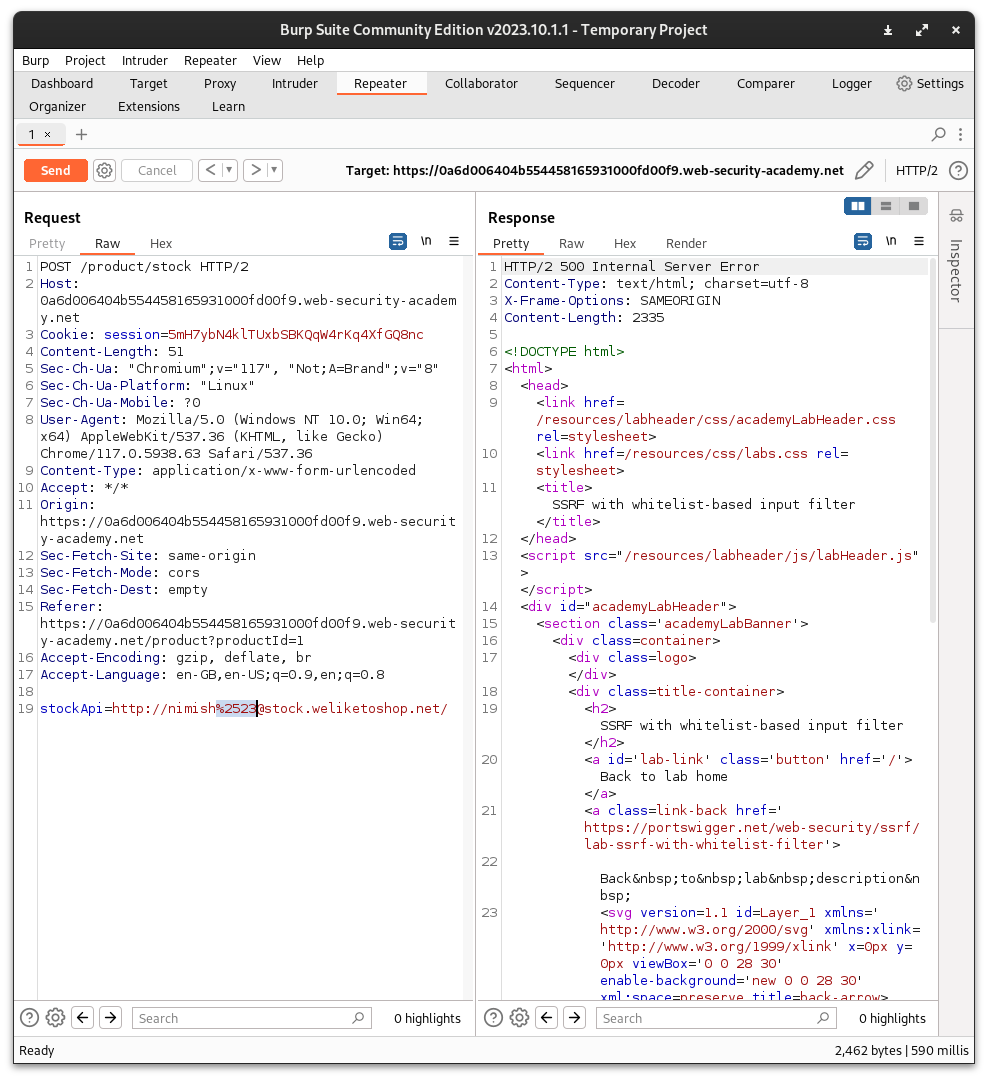 Burp Suite Community Edition v2023.10.1.1 - Temporary Project
Burp Project Intruder Repeater View Help
Dashboard Target Proxy Intruder Repeater Collaborator Sequencer Decoder Comparer Logger Settings
Organizer Extensions Learn
1 × +
Send Cancel < > Target: https://0a6d006404b554458165931000fd00f9.web-security-academy.net HTTP/2 ?
Request
Pretty Raw Hex \n
1 POST /product/stock HTTP/2
2 Host:
0a6d006404b554458165931000fd00f9.web-security-academ
y.net
3 Cookie: session=5mH7ybN4klTUxbSBKQqW4rKq4XfGQ8nc
4 Content-Length: 51
5 Sec-Ch-Ua: "Chromium";v="117", "Not;A=Brand";v="8"
6 Sec-Ch-Ua-Platform: "Linux"
7 Sec-Ch-Ua-Mobile: ?0
8 User-Agent: Mozilla/5.0 (Windows NT 10.0; Win64;
x64) AppleWebKit/537.36 (KHTML, like Gecko)
Chrome/117.0.5938.63 Safari/537.36
9 Content-Type: application/x-www-form-urlencoded
10 Accept: */*
11 Origin:
https://0a6d006404b554458165931000fd00f9.web-securit
y-academy.net
12 Sec-Fetch-Site: same-origin
13 Sec-Fetch-Mode: cors
14 Sec-Fetch-Dest: empty
15 Referer:
https://0a6d006404b554458165931000fd00f9.web-securit
y-academy.net/product?productId=1
16 Accept-Encoding: gzip, deflate, br
17 Accept-Language: en-GB,en-US;q=0.9,en;q=0.8
18
19 stockApi=http://nimish%2523@stock.weliketoshop.net/
Search 0 highlights
Response
Pretty Raw Hex Render \n
1 HTTP/2 500 Internal Server Error
2 Content-Type: text/html; charset=utf-8
3 X-Frame-Options: SAMEORIGIN
4 Content-Length: 2335
5
6 <!DOCTYPE html>
7 <html>
8 <head>
9 <link href=
/resources/labheader/css/academyLabHeader.css
rel=stylesheet>
10 <link href=/resources/css/labs.css rel=
stylesheet>
11 <title>
SSRF with whitelist-based input filter
</title>
12 </head>
13 <script src="/resources/labheader/js/labHeader.js"
>
</script>
14 <div id="academyLabHeader">
15 <section class='academyLabBanner'>
16 <div class=container>
17 <div class=logo>
</div>
18 <div class=title-container>
19 <h2>
SSRF with whitelist-based input filter
</h2>
20 <a id='lab-link' class='button' href='/'>
Back to lab home
</a>
21 <a class=link-back href='
https://portswigger.net/web-security/ssrf/
lab-ssrf-with-whitelist-filter'>
22
Back&nbsp;to&nbsp;lab&nbsp;description&n
bsp;
23 <svg version=1.1 id=Layer_1 xmlns='
http://www.w3.org/2000/svg' xmlns:xlink=
'http://www.w3.org/1999/xlink' x=0px y=
0px viewBox='0 0 28 30'
enable-background='new 0 0 28 30'
xml:space=preserve title=back-arrow>
Search 0 highlights
Inspector
Ready 2,462 bytes | 590 millis